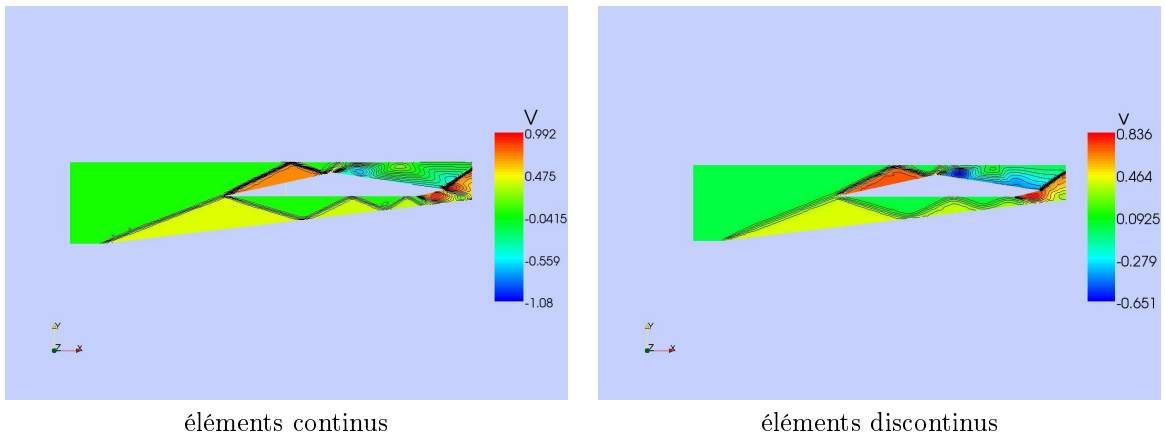 V
0.992
0.475
-0.0415
-0.559
-1.08
Y
Z X
éléments continus
V
0.836
0.464
0.0925
-0.279
-0.651
Y
Z X
éléments discontinus